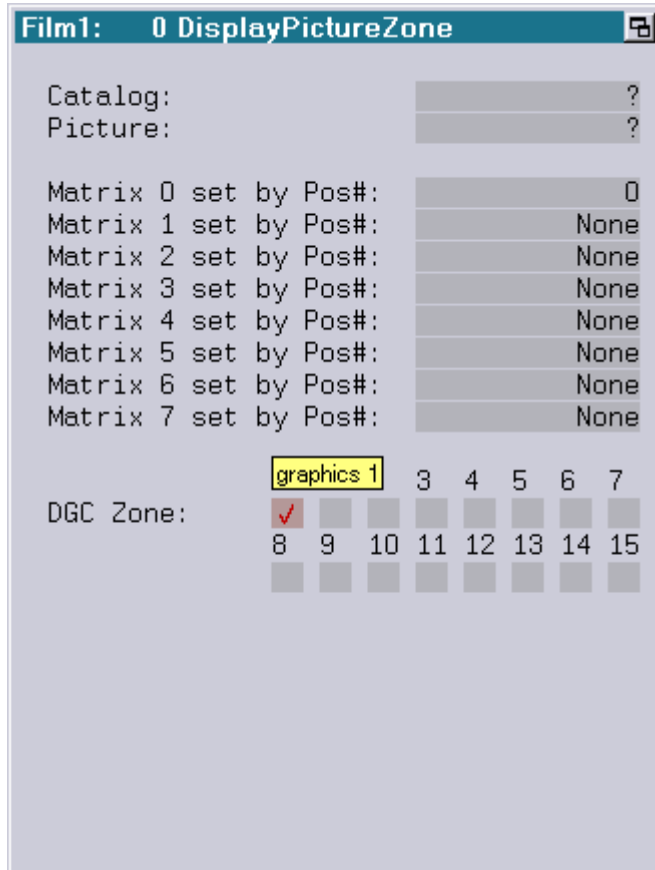 Film1: 0 DisplayPictureZone
Catalog: ?
Picture: ?
Matrix 0 set by Pos#: 0
Matrix 1 set by Pos#: None
Matrix 2 set by Pos#: None
Matrix 3 set by Pos#: None
Matrix 4 set by Pos#: None
Matrix 5 set by Pos#: None
Matrix 6 set by Pos#: None
Matrix 7 set by Pos#: None
graphics 1 3 4 5 6 7
DGC Zone:
8 9 10 11 12 13 14 15